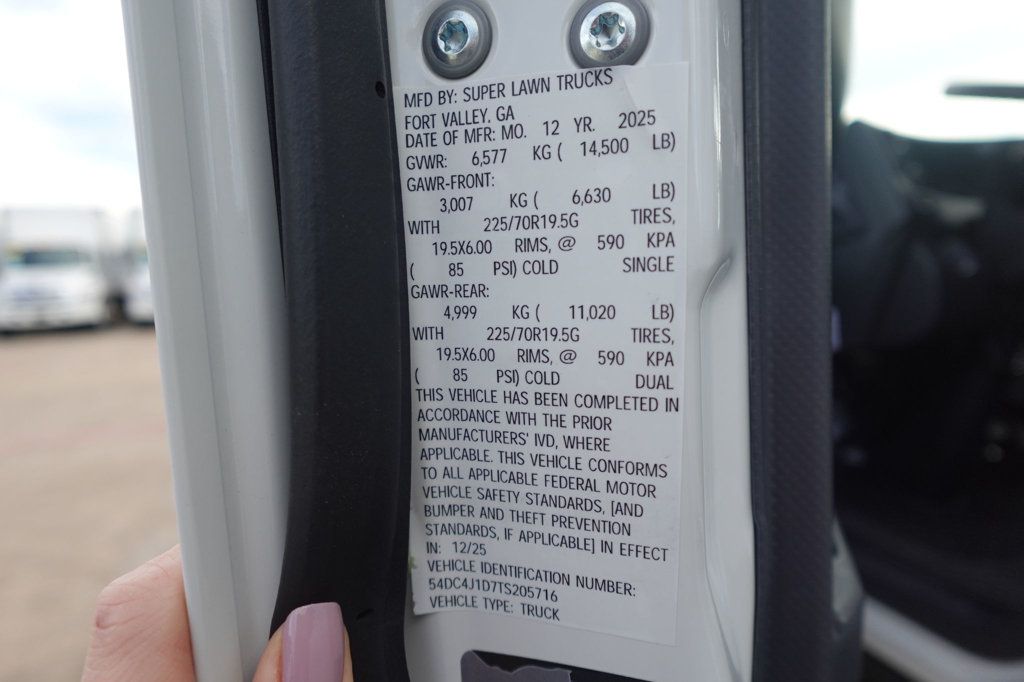 MFD BY: SUPER LAWN TRUCKS
FORT VALLEY, GA
DATE OF MFR: MO. 12 YR. 2025
GVWR: 6,577 KG ( 14,500 LB)
GAWR-FRONT:
3,007 KG ( 6,630 LB)
WITH 225/70R19.5G TIRES,
19.5X6.00 RIMS, @ 590 KPA
( 85 PSI) COLD SINGLE
GAWR-REAR:
4,999 KG ( 11,020 LB)
WITH 225/70R19.5G TIRES,
19.5X6.00 RIMS, @ 590 KPA
( 85 PSI) COLD DUAL
THIS VEHICLE HAS BEEN COMPLETED IN
ACCORDANCE WITH THE PRIOR
MANUFACTURERS' IVD, WHERE
APPLICABLE. THIS VEHICLE CONFORMS
TO ALL APPLICABLE FEDERAL MOTOR
VEHICLE SAFETY STANDARDS, [AND
BUMPER AND THEFT PREVENTION
STANDARDS, IF APPLICABLE] IN EFFECT
IN: 12/25
VEHICLE IDENTIFICATION NUMBER:
54DC4J1D7TS205716
VEHICLE TYPE: TRUCK